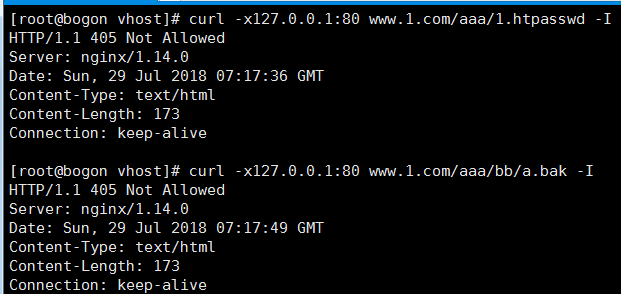 [root@bogon vhost]# curl -x127.0.0.1:80 www.1.com/aaa/1.htpasswd -I
HTTP/1.1 405 Not Allowed
Server: nginx/1.14.0
Date: Sun, 29 Jul 2018 07:17:36 GMT
Content-Type: text/html
Content-Length: 173
Connection: keep-alive
[root@bogon vhost]# curl -x127.0.0.1:80 www.1.com/aaa/bb/a.bak -I
HTTP/1.1 405 Not Allowed
Server: nginx/1.14.0
Date: Sun, 29 Jul 2018 07:17:49 GMT
Content-Type: text/html
Content-Length: 173
Connection: keep-alive